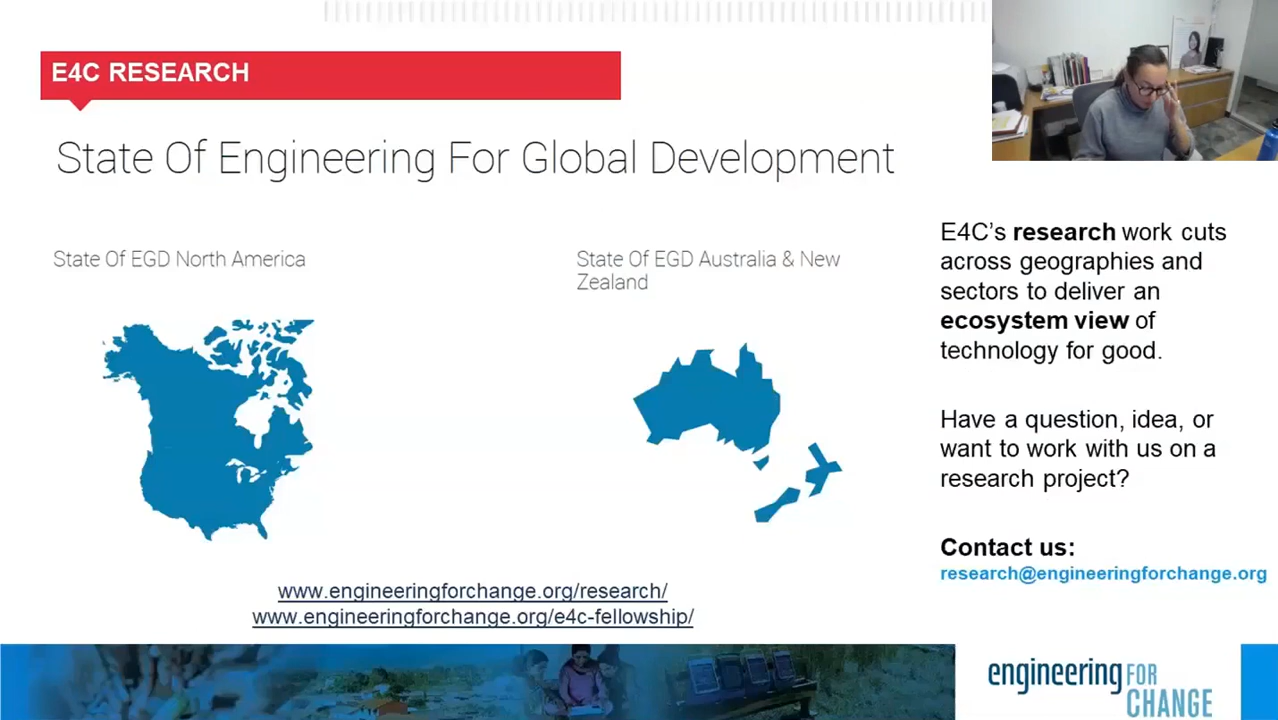 E4C RESEARCH
State Of Engineering For Global Development
State Of EGD North America
State Of EGD Australia & New
Zealand
www.engineeringforchange.org/research/
www.engineeringforchange.org/e4c-fellowship/
E4C’s research work cuts
across geographies and
sectors to deliver an
ecosystem view of
technology for good.
Have a question, idea, or
want to work with us on a
research project?
Contact us:
research@engineeringforchange.org
engineering FOR
CHANGE